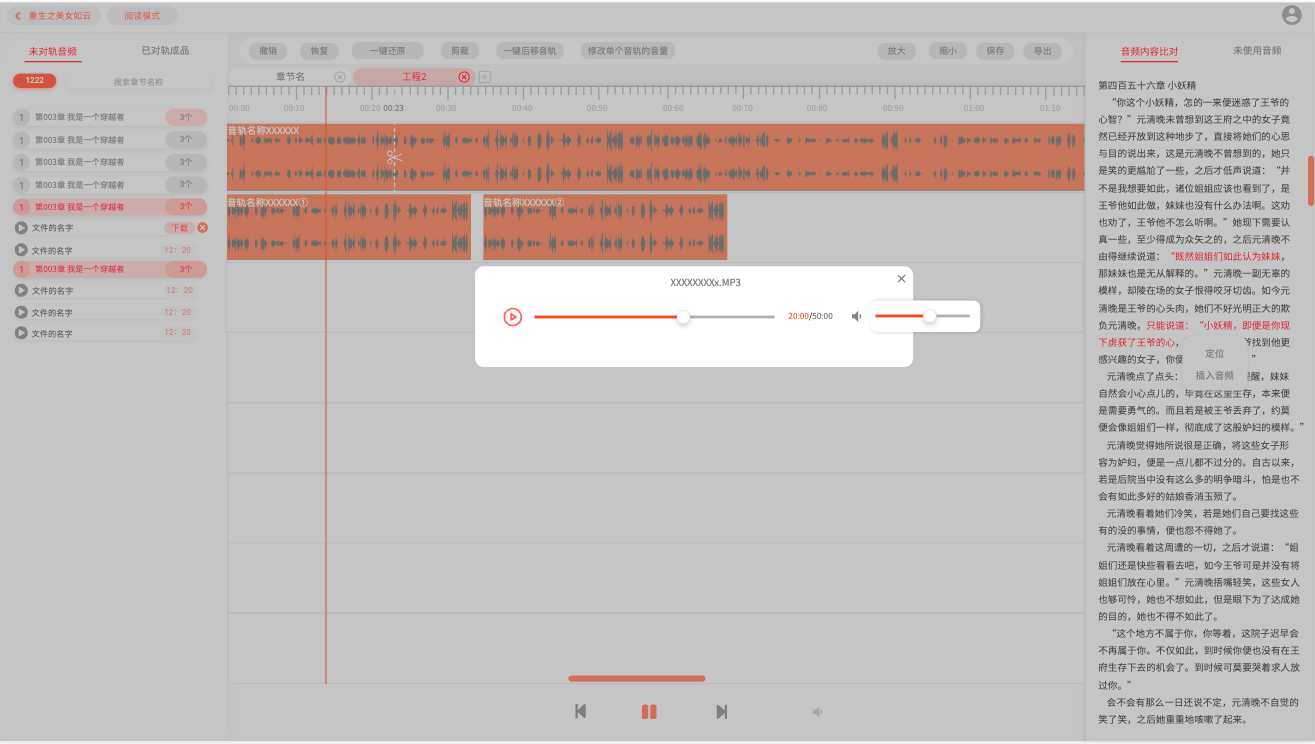 重生之美女如云
阅读模式
未对轨音频
已对轨成品
1222
搜索章节名称
1 第003章 我是一个穿越者 3个
1 第003章 我是一个穿越者 3个
1 第003章 我是一个穿越者 3个
1 第003章 我是一个穿越者 3个
1 第003章 我是一个穿越者 3个
文件的名字 下载
文件的名字 12：20
1 第003章 我是一个穿越者 3个
文件的名字 12：20
文件的名字 12：20
文件的名字 12：20
撤销 恢复 一键还原 剪裁 一键后移音轨 修改单个音轨的音量 放大 缩小 保存 导出
章节名 工程2
00:00 00:10 00:20 00:23 00:30 00:40 00:50 00:60 00:70 00:80 00:90 01:00 01:10
音轨名称XXXXXX
音轨名称XXXXXX① 音轨名称XXXXXX②
XXXXXXXXx.MP3
20:00/50:00
音频内容比对
未使用音频
第四百五十六章 小妖精
“你这个小妖精，怎的一来便迷惑了王爷的
心智？”元清晚未曾想到这王府之中的女子竟
然已经开放到这种地步了，直接将她们的心思
与目的说出来，这是元清晚不曾想到的，她只
是笑的更尴尬了一些，之后才低声说道：“并
不是我想要如此，诸位姐姐应该也看到了，是
王爷他如此做，妹妹也没有什么办法啊。这功
也劝了，王爷他不怎么听啊。”她现下需要认
真一些，至少得成为众矢之的，之后元清晚不
由得继续说道：“既然姐姐们如此认为妹妹，
那妹妹也是无从解释的。”元清晚一副无辜的
模样，却陵在场的女子恨得咬牙切齿。如今元
清晚是王爷的心头肉，她们不好光明正大的欺
负元清晚，只能说道：“小妖精，即便是你现
下虏获了王爷的心，
爷找到他更
感兴趣的女子，你便
”
元清晚点了点头：
醒，妹妹
自然会小心点儿的，毕竟在这里生存，本来便
是需要勇气的。而且若是被王爷丢弃了，约莫
便会像姐姐们一样，彻底成了这般妒妇的模样。”
元清晚觉得她所说很是正确，将这些女子形
容为妒妇，便是一点儿都不过分的。自古以来，
若是后院当中没有这么多的明争暗斗，怕是也不
会有如此多好的姑娘香消玉殒了。
元清晚看着她们冷笑，若是她们自己要找这些
有的没的事情，便也怨不得她了。
元清晚看着这周遭的一切，之后才说道：“姐
姐们还是快些看看去吧，如今王爷可是并没有将
姐姐们放在心里。”元清晚捂嘴轻笑，这些女人
也够可怜，她也不想如此，但是眼下为了达成她
的目的，她也不得不如此了。
“这个地方不属于你，你等着，这院子迟早会
不再属于你。不仅如此，到时候你便也没有在王
府生存下去的机会了。到时候可莫要哭着求人放
过你。”
会不会有那么一日还说不定，元清晚不自觉的
笑了笑，之后她重重地咳嗽了起来。
定位
插入音频